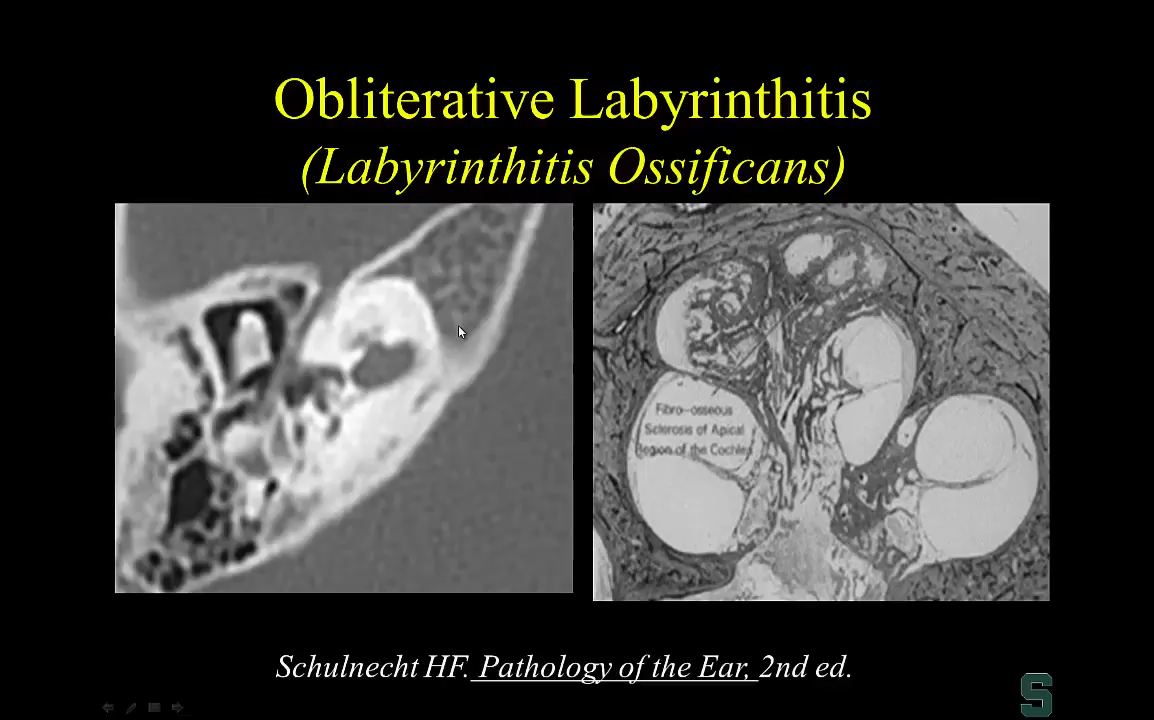 Obliterative Labyrinthitis
(Labyrinthitis Ossificans)
Fibro-osseous
Sclerosis of Apical
Region of the Cochlea
Schulnecht HF. Pathology of the Ear, 2nd ed.
S